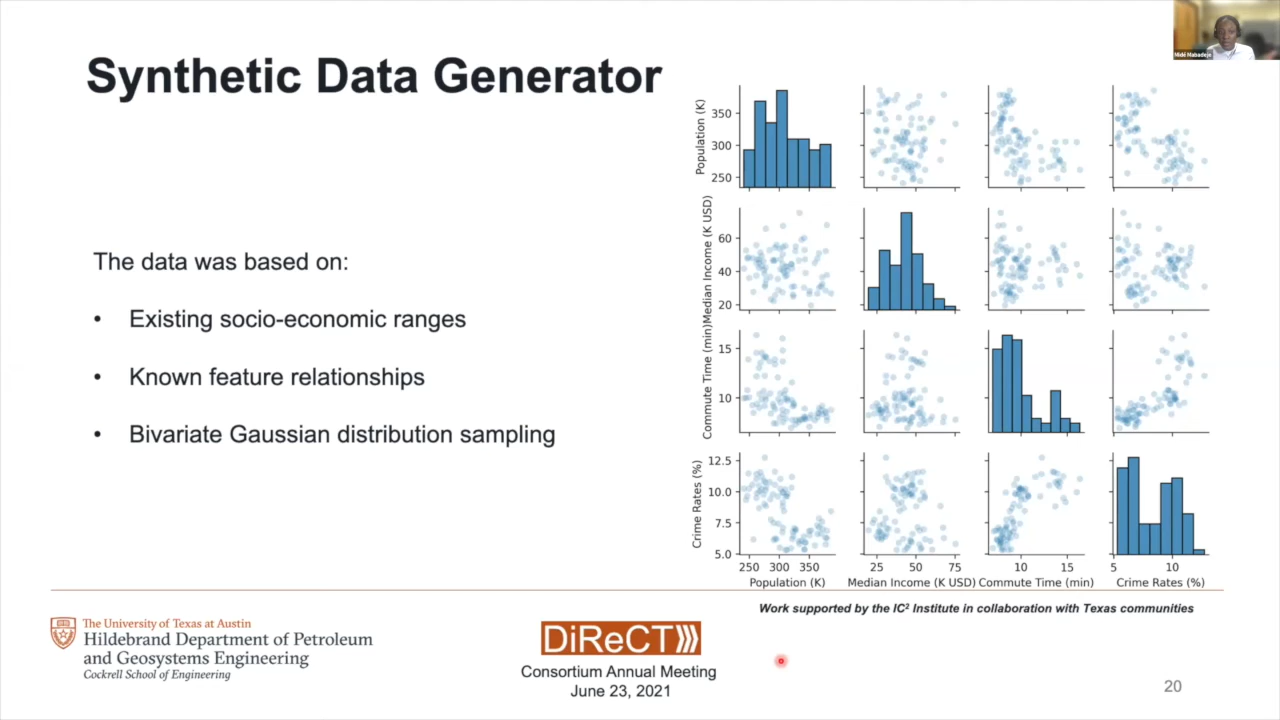 Synthetic Data Generator
Midé Mabadeje
The data was based on:
• Existing socio-economic ranges
• Known feature relationships
• Bivariate Gaussian distribution sampling
Population (K)
350
300
250
Median Income (K USD)
60
40
20
Commute Time (min)
15
10
Crime Rates (%)
12.5
10.0
7.5
5.0
250 300 350
25 50 75
10 15
5 10
Population (K)
Median Income (K USD)
Commute Time (min)
Crime Rates (%)
Work supported by the IC² Institute in collaboration with Texas communities
The University of Texas at Austin
Hildebrand Department of Petroleum
and Geosystems Engineering
Cockrell School of Engineering
DiReCT
Consortium Annual Meeting
June 23, 2021
20